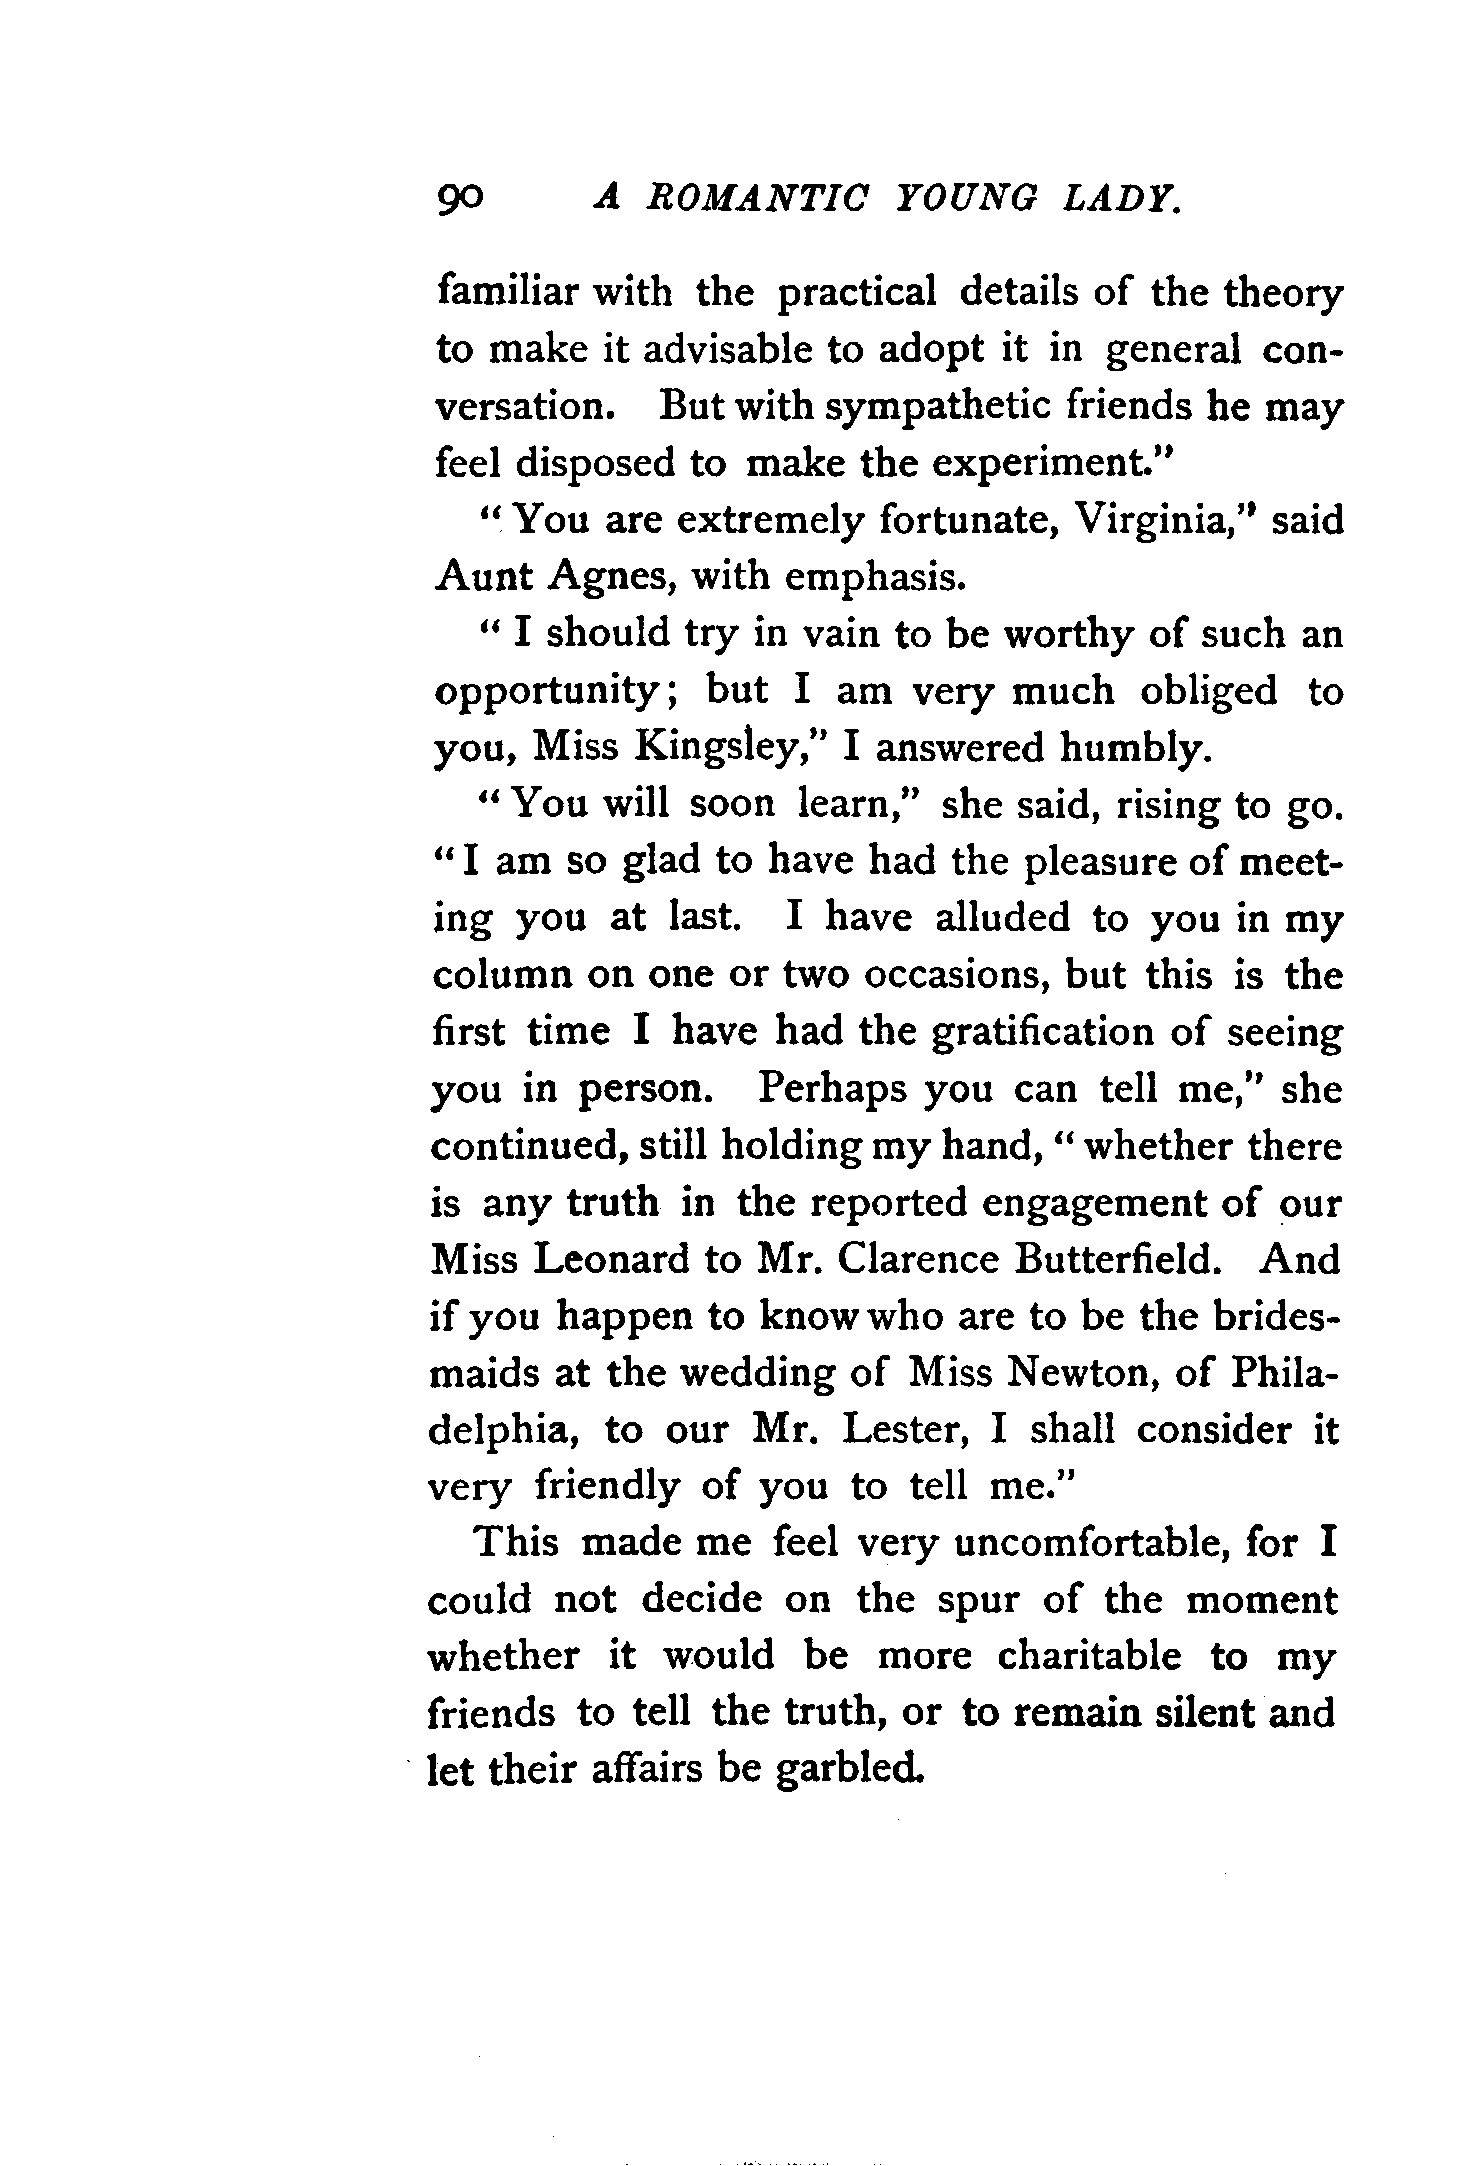 90 A ROMANTIC YOUNG LADY.
familiar with the practical details of the theory
to make it advisable to adopt it in general con-
versation. But with sympathetic friends he may
feel disposed to make the experiment."
" You are extremely fortunate, Virginia," said
Aunt Agnes, with emphasis.
" I should try in vain to be worthy of such an
opportunity; but I am very much obliged to
you, Miss Kingsley," I answered humbly.
" You will soon learn," she said, rising to go.
" I am so glad to have had the pleasure of meet-
ing you at last. I have alluded to you in my
column on one or two occasions, but this is the
first time I have had the gratification of seeing
you in person. Perhaps you can tell me," she
continued, still holding my hand, " whether there
is any truth in the reported engagement of our
Miss Leonard to Mr. Clarence Butterfield. And
if you happen to know who are to be the brides-
maids at the wedding of Miss Newton, of Phila-
delphia, to our Mr. Lester, I shall consider it
very friendly of you to tell me."
This made me feel very uncomfortable, for I
could not decide on the spur of the moment
whether it would be more charitable to my
friends to tell the truth, or to remain silent and
let their affairs be garbled.